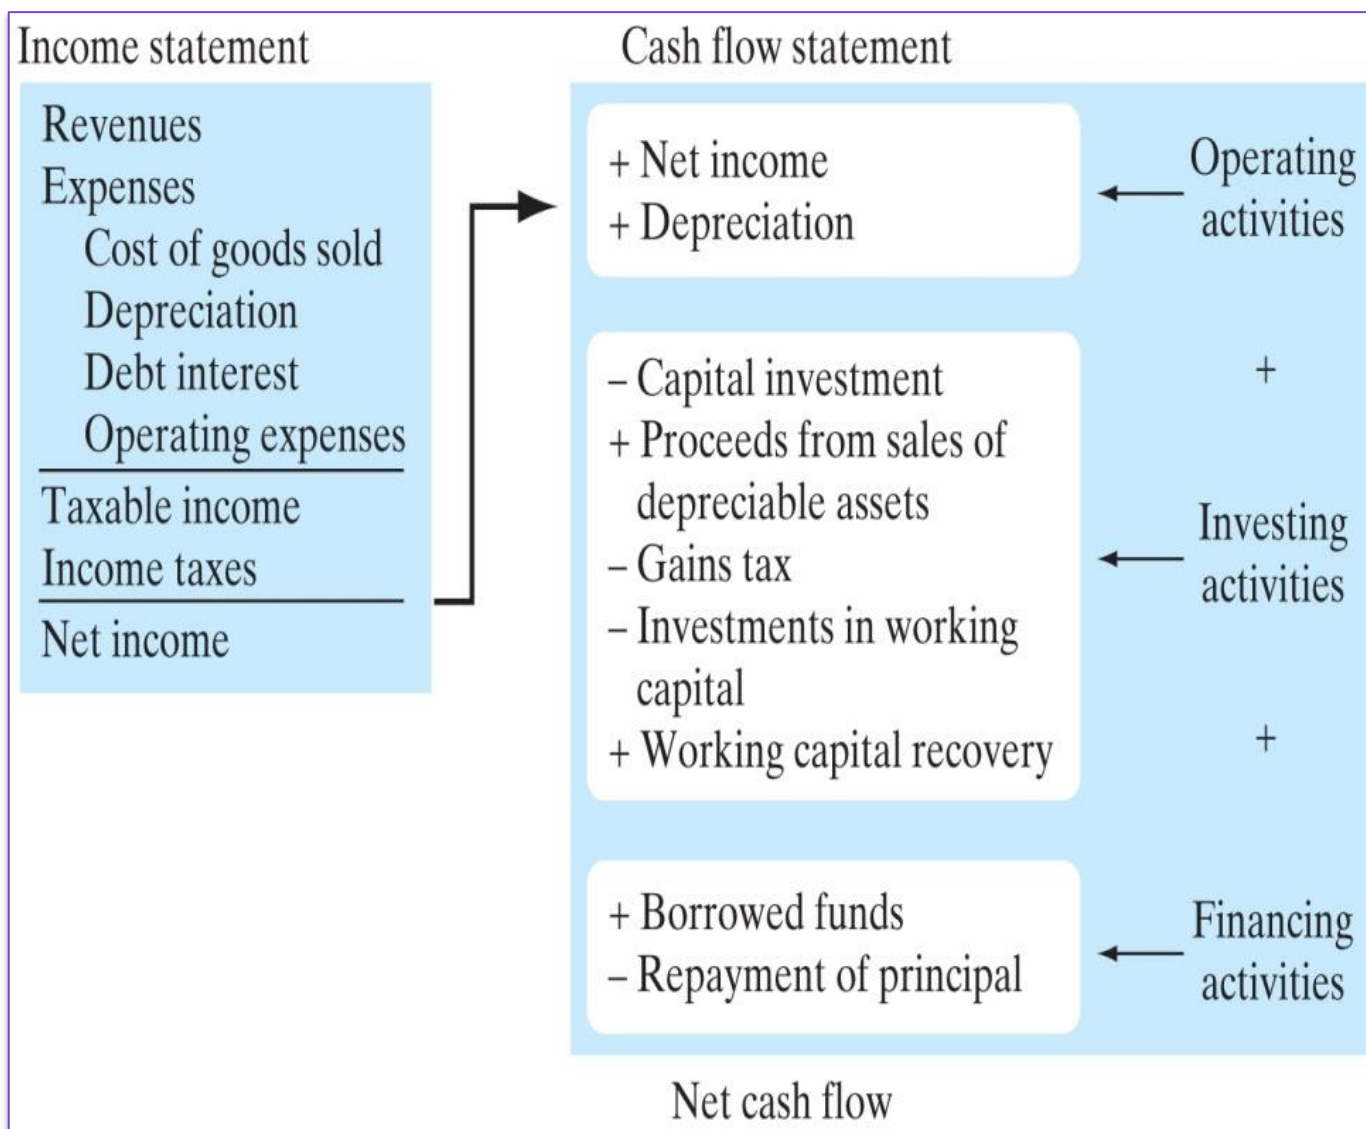 Income statement
Revenues
Expenses
Cost of goods sold
Depreciation
Debt interest
Operating expenses
Taxable income
Income taxes
Net income
Cash flow statement
+ Net income
+ Depreciation
Operating
activities
+
– Capital investment
+ Proceeds from sales of
depreciable assets
– Gains tax
– Investments in working
capital
+ Working capital recovery
Investing
activities
+
+ Borrowed funds
– Repayment of principal
Financing
activities
Net cash flow